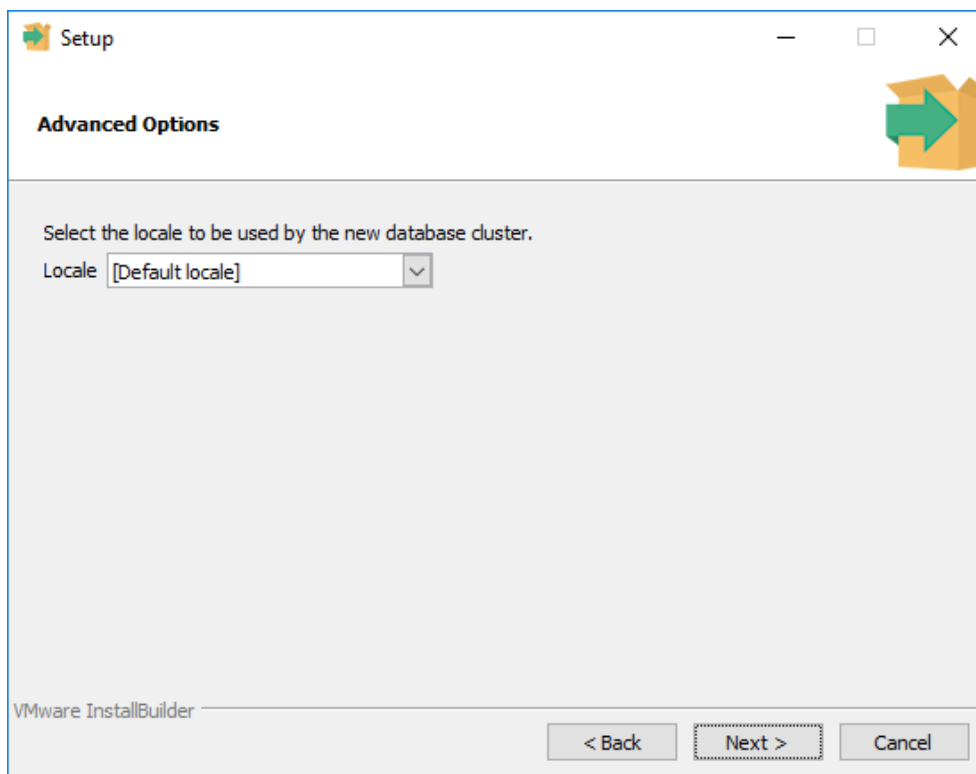 Setup
Advanced Options
Select the locale to be used by the new database cluster.
Locale [Default locale]
VMware InstallBuilder
< Back Next > Cancel